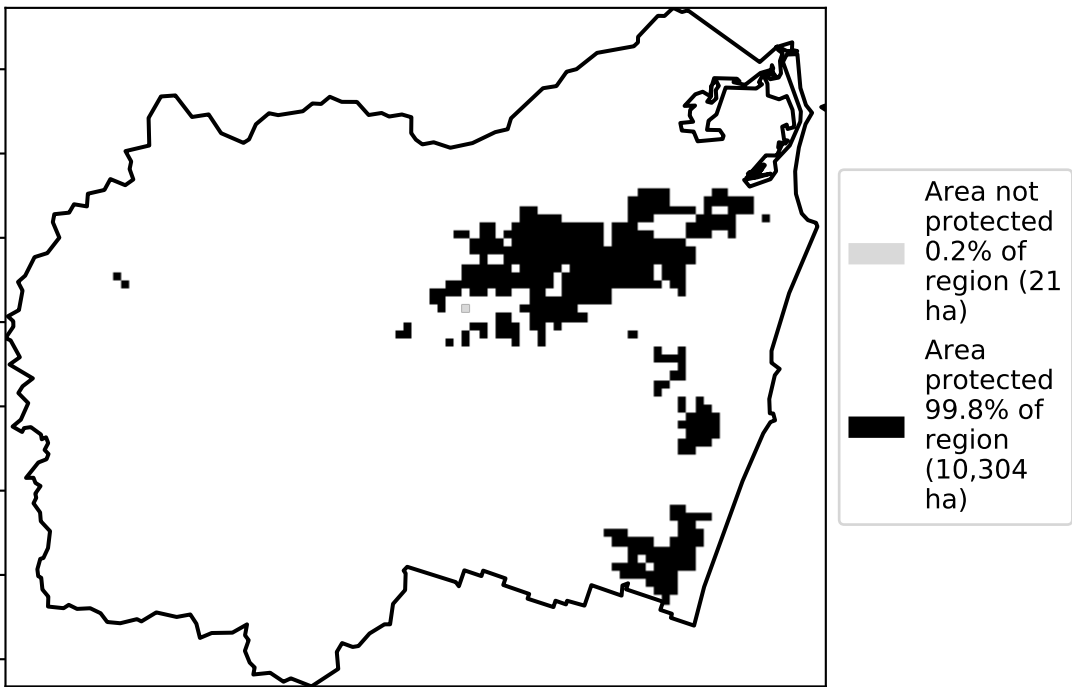 Area not
protected
0.2% of
region (21
ha)
Area
protected
99.8% of
region
(10,304
ha)